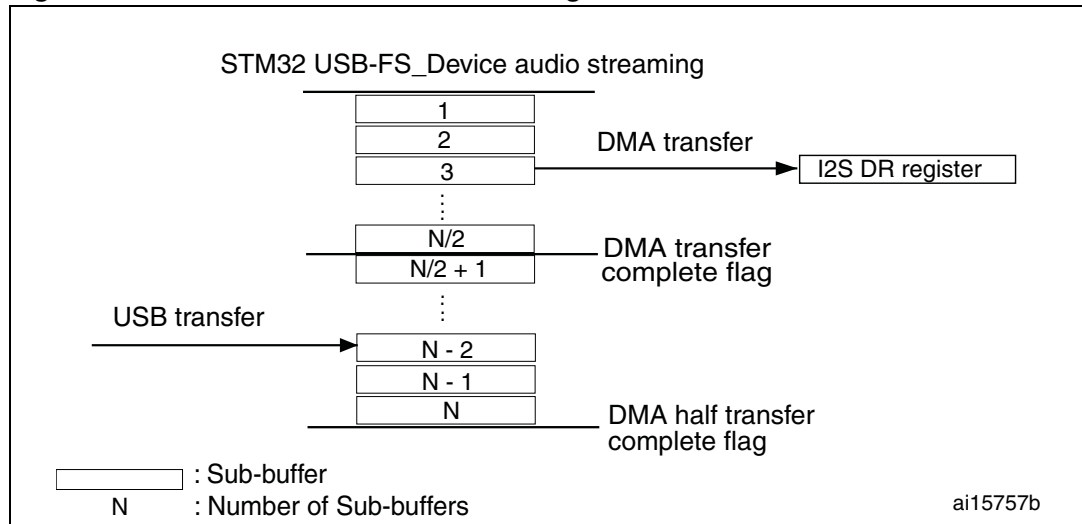 STM32 USB-FS_Device audio streaming
1
2
3
DMA transfer
I2S DR register
N/2
N/2 + 1
DMA transfer
complete flag
USB transfer
N - 2
N - 1
N
DMA half transfer
complete flag
: Sub-buffer
N : Number of Sub-buffers
ai15757b